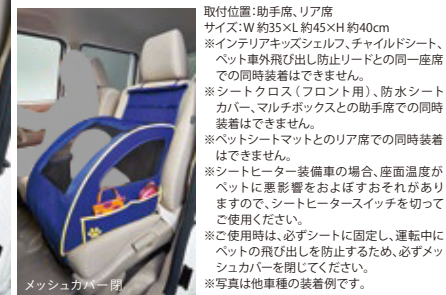 取付位置:助手席、リア席
サイズ:W 約35×L 約45×H 約40cm
※インテリアキッズシェルフ、チャイルドシート、
ペット車外飛び出し防止リードとの同一座席
での同時装着はできません。
※シートクロス(フロント用)、防水シート
カバー、マルチボックスとの助手席での同時
装着はできません。
※ペットシートマットとのリア席での同時装着
はできません。
※シートヒーター装備車の場合、座面温度が
ペットに悪影響をおよぼすおそれがあり
ますので、シートヒータースイッチを切って
ご使用ください。
※ご使用時は、必ずシートに固定し、運転中に
ペットの飛び出しを防止するため、必ずメッ
シュカバーを閉じてください。
※写真は他車種の装着例です。
メッシュカバー閉